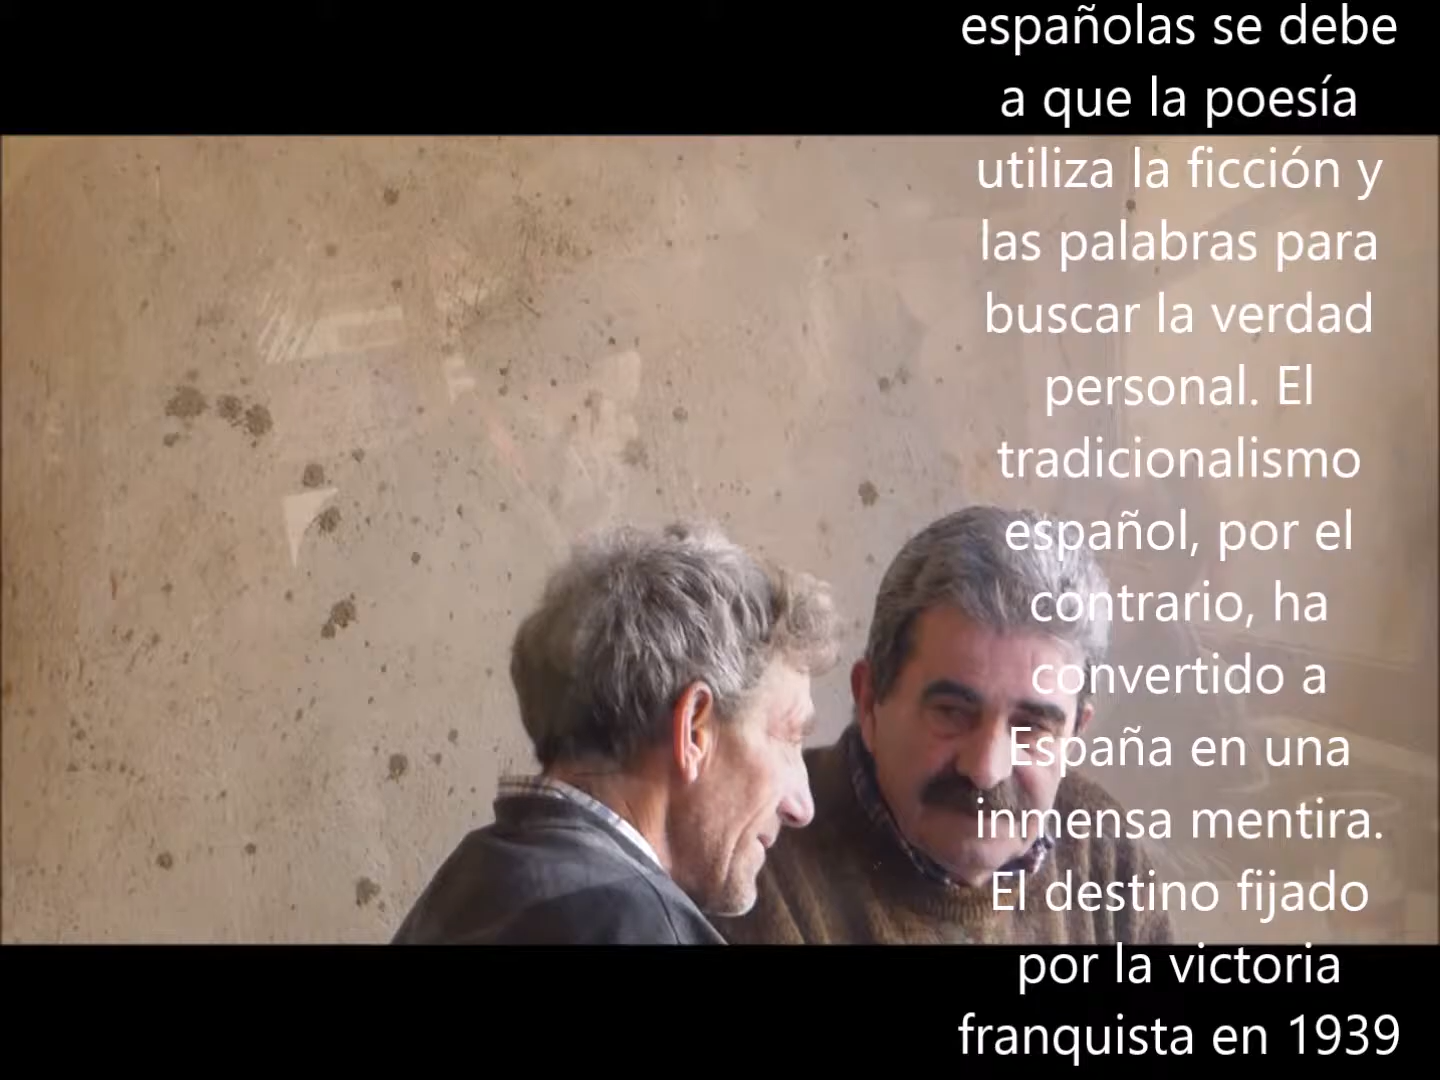 españolas se debe
a que la poesía
utiliza la ficción y
las palabras para
buscar la verdad
personal. El
tradicionalismo
español, por el
contrario, ha
convertido a
España en una
inmensa mentira.
El destino fijado
por la victoria
franquista en 1939